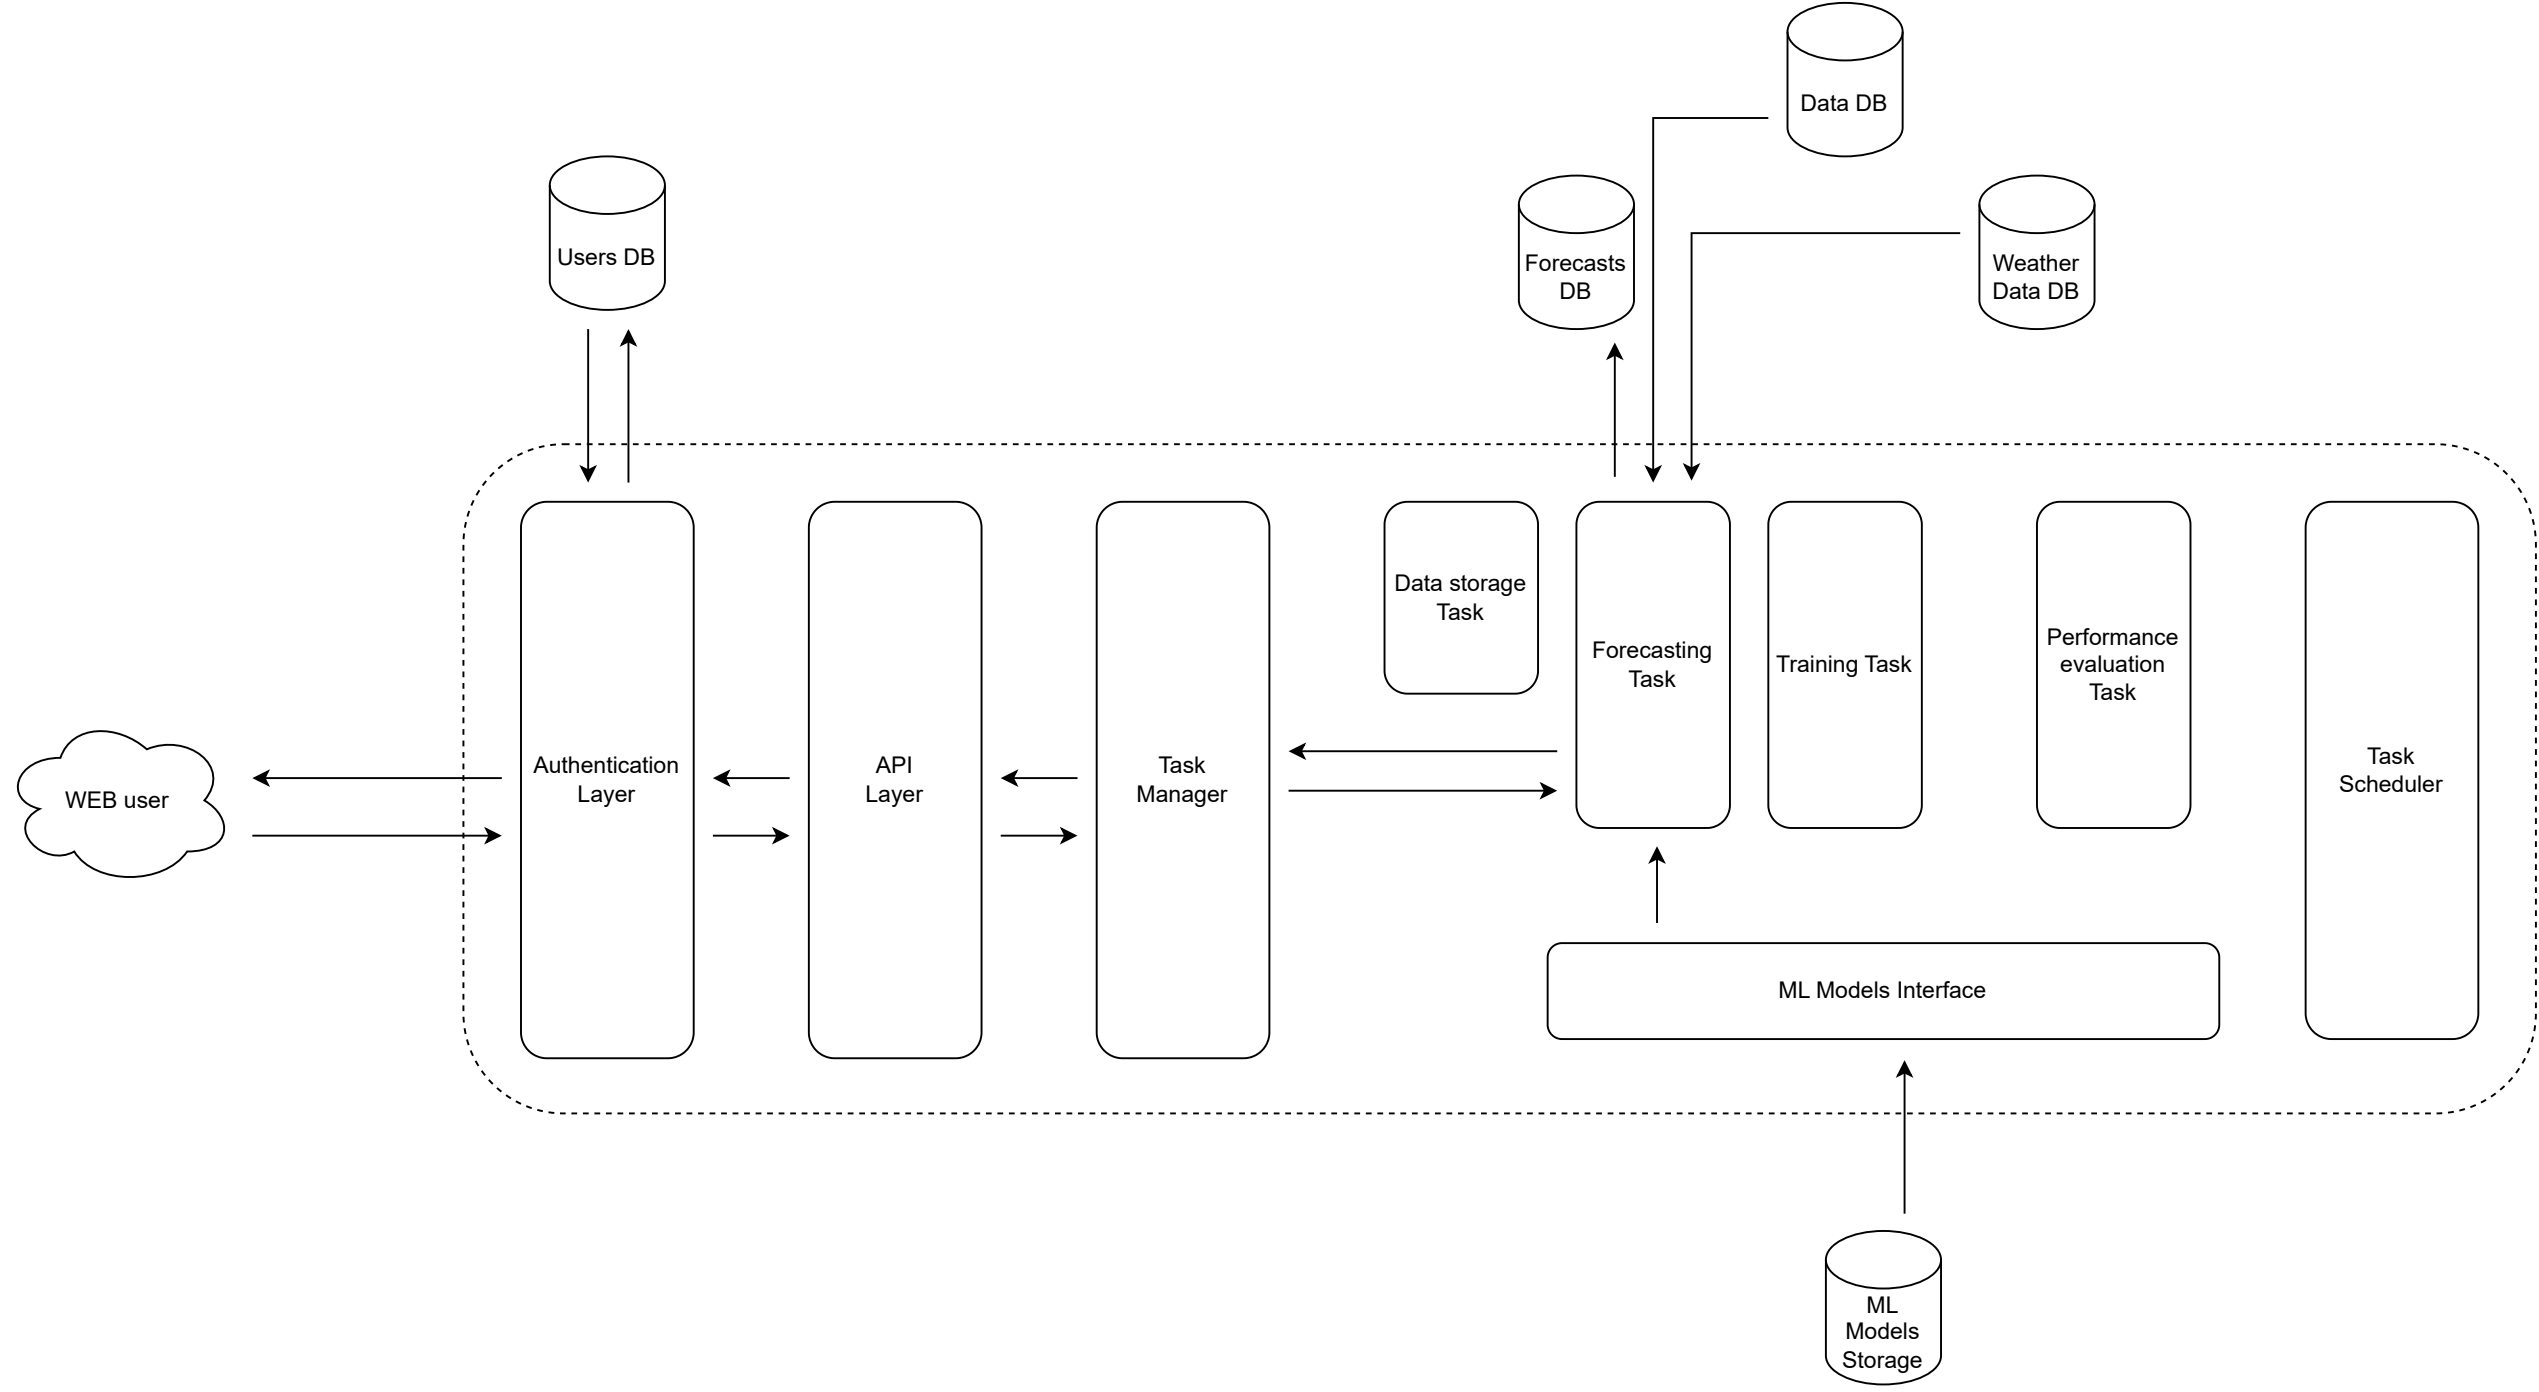 Data DB
Users DB
Forecasts
DB
Weather
Data DB
Data storage
Task
Forecasting
Task
Training Task
Performance
evaluation
Task
WEB user
Authentication
Layer
API
Layer
Task
Manager
Task
Scheduler
ML Models Interface
ML
Models
Storage